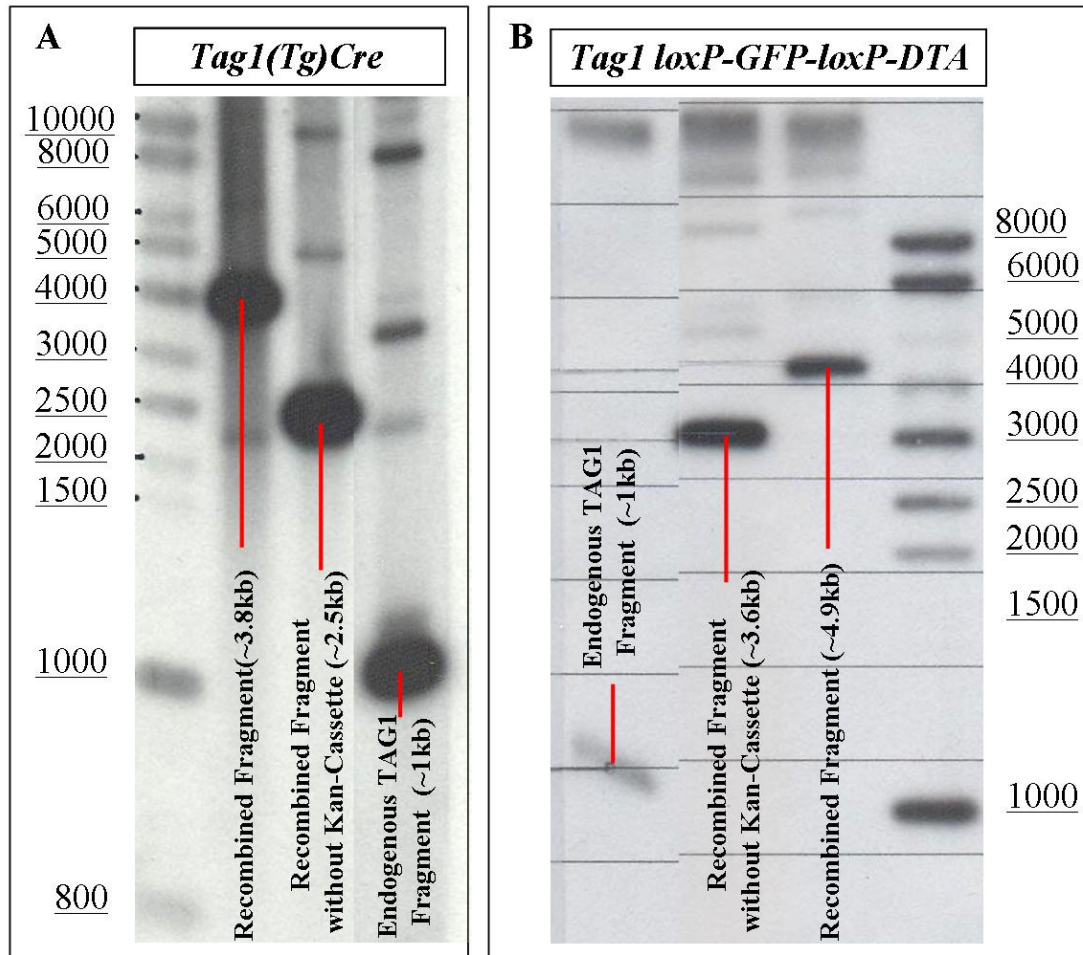 A
Tag1(Tg)Cre
10000
8000
6000
5000
4000
3000
2500
2000
1500
1000
800
Recombined Fragment(~3.8kb)
Recombined Fragment
without Kan-Cassette (~2.5kb)
Endogenous TAG1
Fragment (~1kb)
B
Tag1 loxP-GFP-loxP-DTA
Endogenous TAG1
Fragment (~1kb)
Recombined Fragment
without Kan-Cassette (~3.6kb)
Recombined Fragment (~4.9kb)
8000
6000
5000
4000
3000
2500
2000
1500
1000